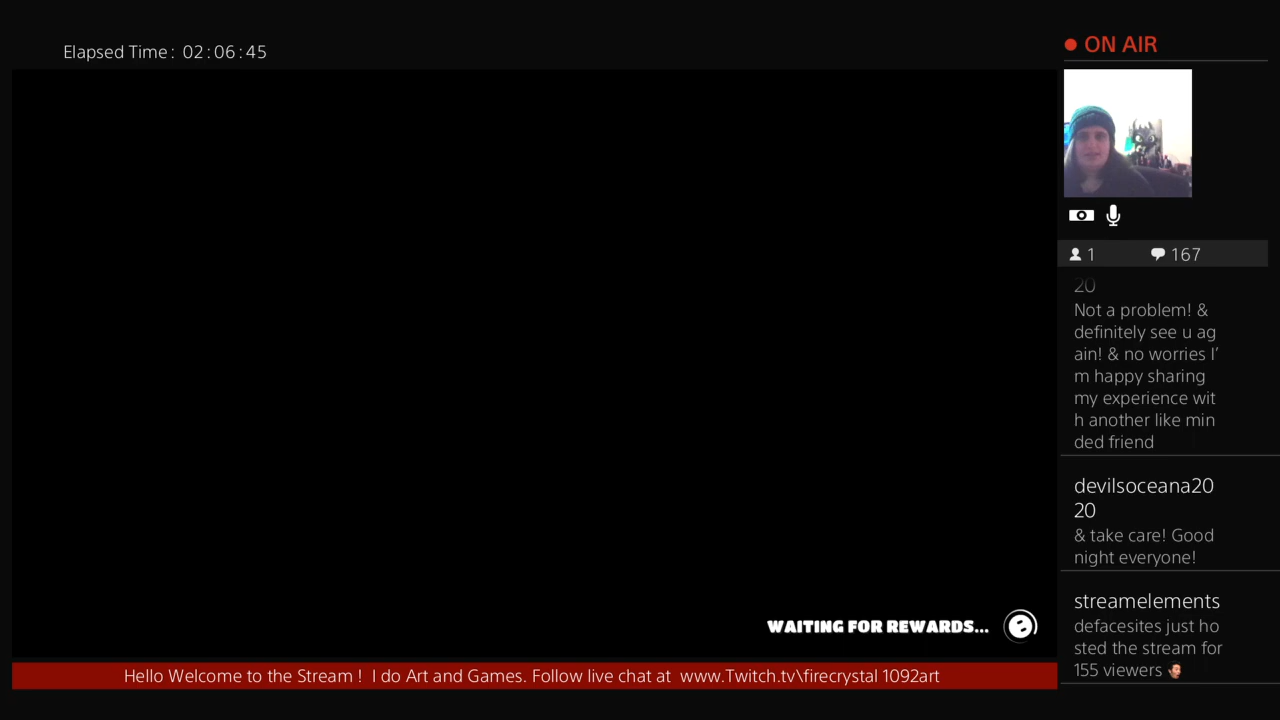 Elapsed Time: 02:06:45
ON AIR
1 167
20
Not a problem! &
definitely see u ag
ain! & no worries I'
m happy sharing
my experience wit
h another like min
ded friend
devilsoceana20
20
& take care! Good
night everyone!
streamelements
defacesites just ho
sted the stream for
155 viewers
WAITING FOR REWARDS...
Hello Welcome to the Stream ! I do Art and Games. Follow live chat at www.Twitch.tv\firecrystal 1092art